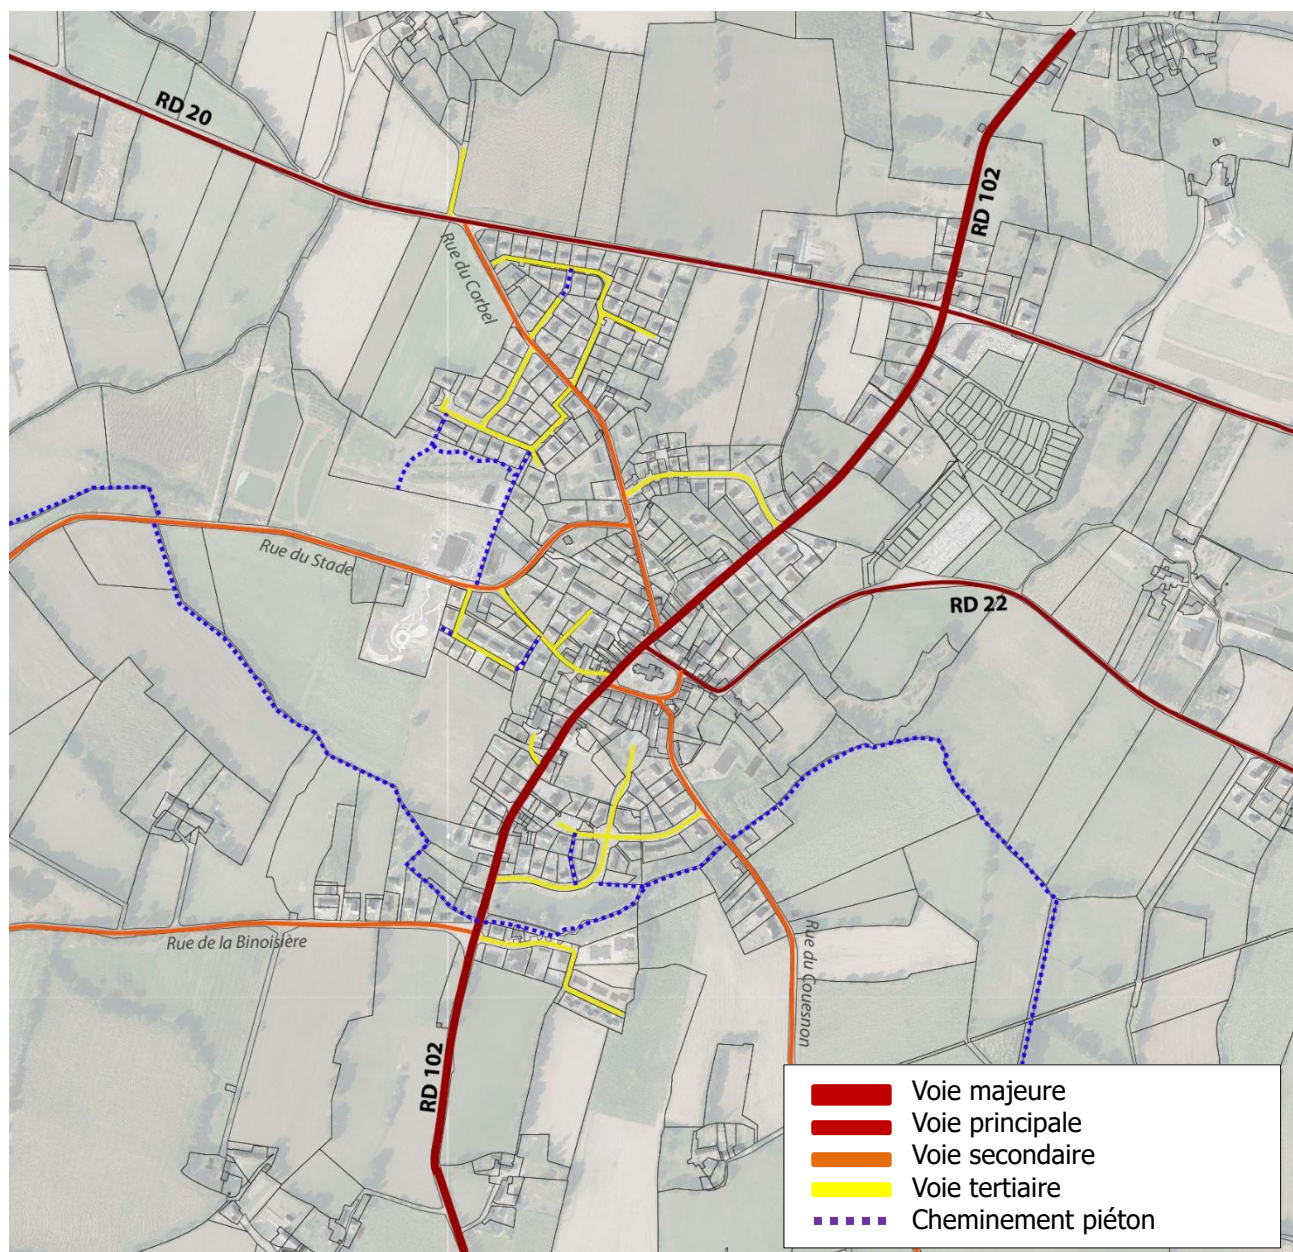 RD 20
RD 102
Rue du Corbel
Rue du Stade
RD 22
Rue de la Binoisière
Rue du Couesnon
RD 102
Voie majeure
Voie principale
Voie secondaire
Voie tertiaire
Cheminement piéton